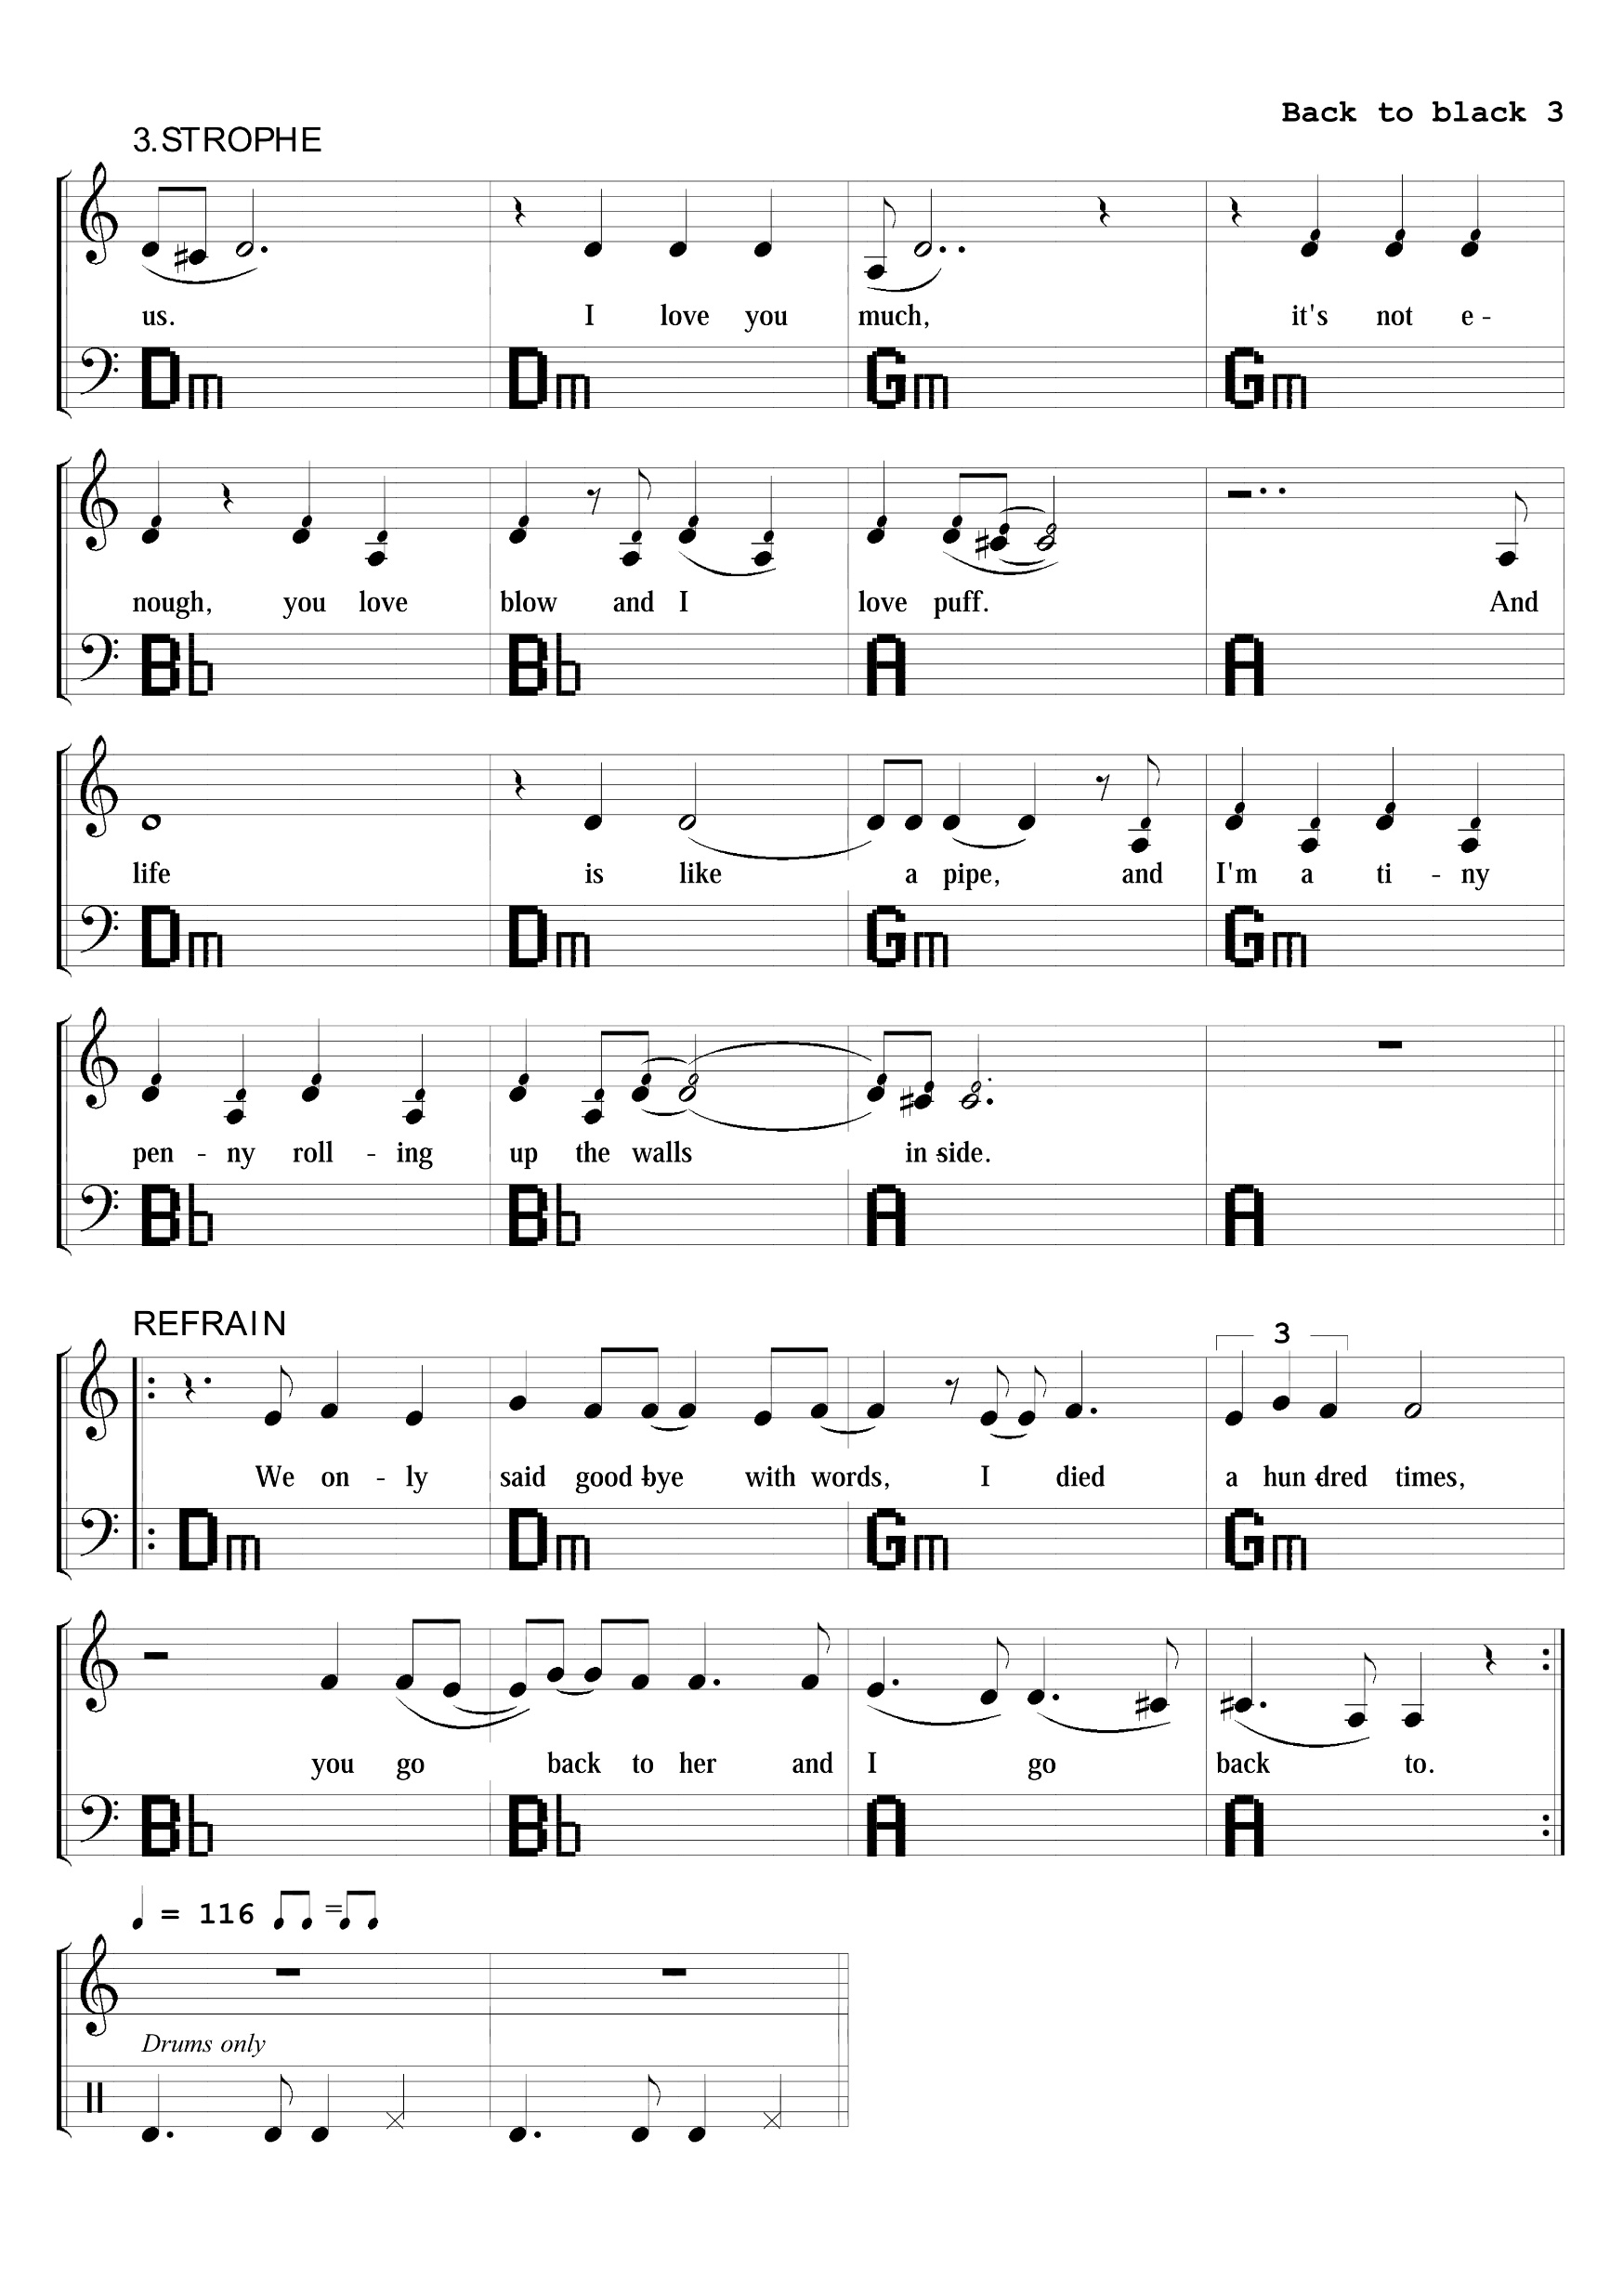 Back to black 3
3.STROPHE
us. I love you much, it's not e-
Dm Dm Gm Gm
nough, you love blow and I love puff. And
Bb Bb A A
life is like a pipe, and I'm a ti - ny
Dm Dm Gm Gm
pen - ny roll - ing up the walls in - side.
Bb Bb A A
REFRAIN
3
We on - ly said good - bye with words, I died a hun - dred times,
Dm Dm Gm Gm
you go back to her and I go back to.
Bb Bb A A
= 116 =
Drums only